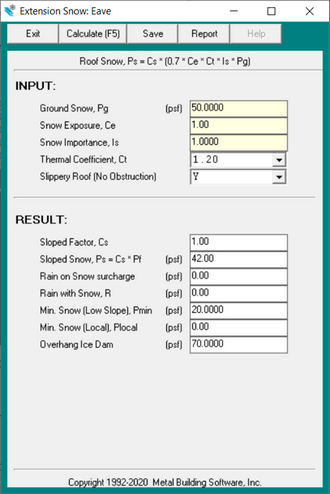 Extension Snow: Eave
Exit Calculate (F5) Save Report Help
Roof Snow, Ps = Cs * (0.7 * Ce * Ct * Is * Pg)
INPUT:
Ground Snow, Pg (psf) 50.0000
Snow Exposure, Ce 1.00
Snow Importance, Is 1.0000
Thermal Coefficient, Ct 1.20
Slippery Roof (No Obstruction) Y
RESULT:
Sloped Factor, Cs 1.00
Sloped Snow, Ps = Cs * Pf (psf) 42.00
Rain on Snow surcharge (psf) 0.00
Rain with Snow, R (psf) 0.00
Min. Snow (Low Slope), Pmin (psf) 20.0000
Min. Snow (Local), Plocal (psf) 0.00
Overhang Ice Dam (psf) 70.0000
Copyright 1992-2020 Metal Building Software, Inc.